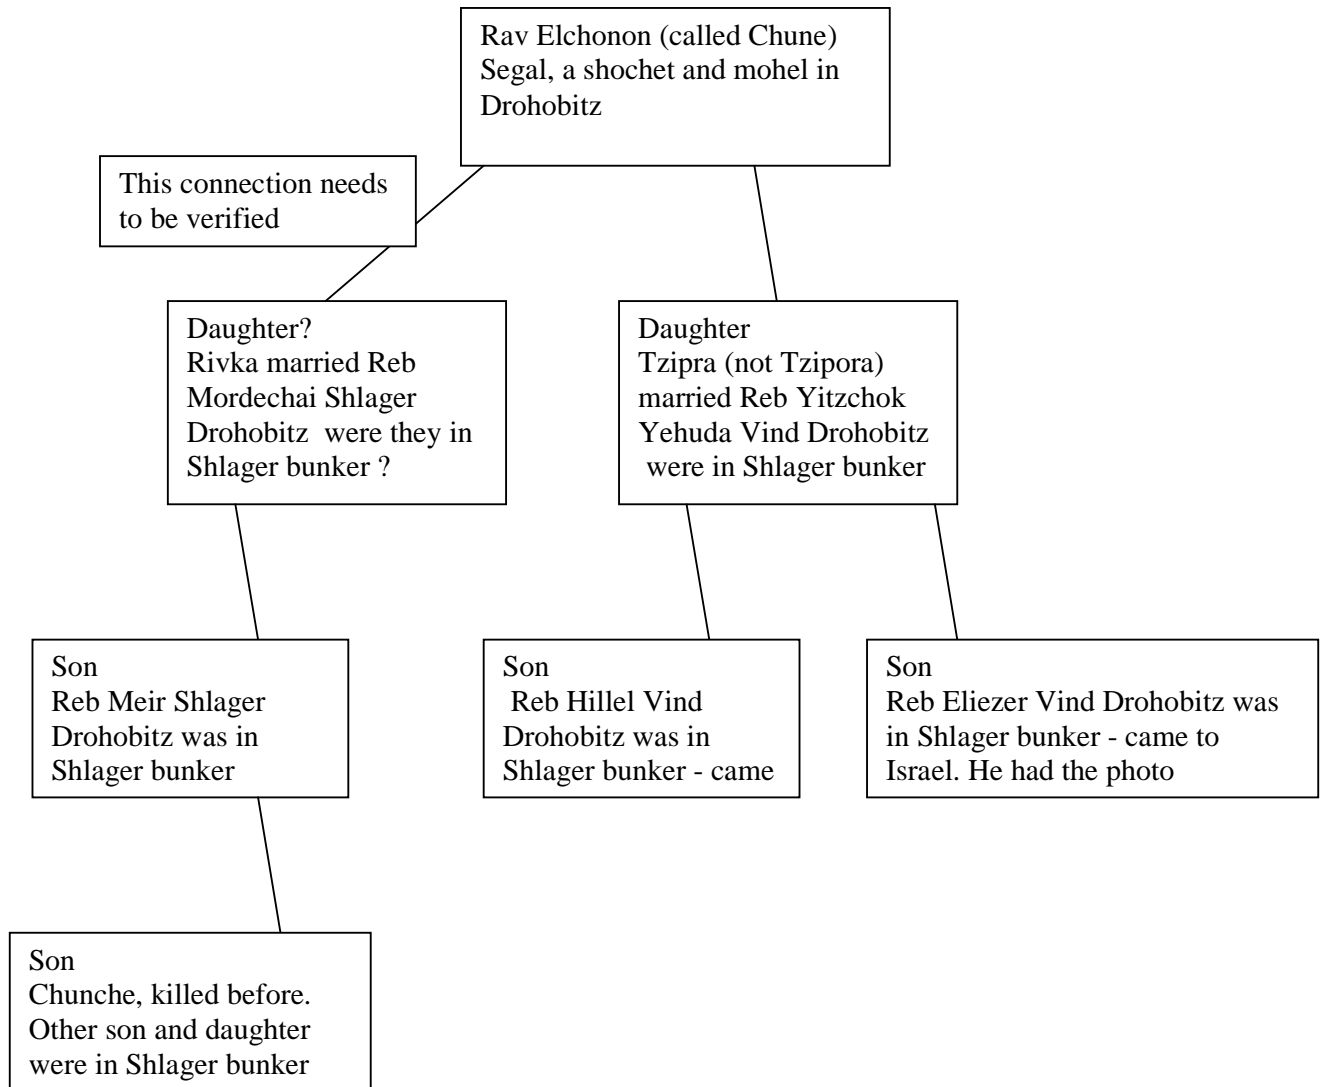 Rav Elchonon (called Chune)
Segal, a shochet and mohel in
Drohobitz
This connection needs
to be verified
Daughter?
Rivka married Reb
Mordechai Shlager
Drohobitz were they in
Shlager bunker ?
Daughter
Tzipra (not Tzipora)
married Reb Yitzchok
Yehuda Vind Drohobitz
were in Shlager bunker
Son
Reb Meir Shlager
Drohobitz was in
Shlager bunker
Son
Reb Hillel Vind
Drohobitz was in
Shlager bunker - came
Son
Reb Eliezer Vind Drohobitz was
in Shlager bunker - came to
Israel. He had the photo
Son
Chunche, killed before.
Other son and daughter
were in Shlager bunker